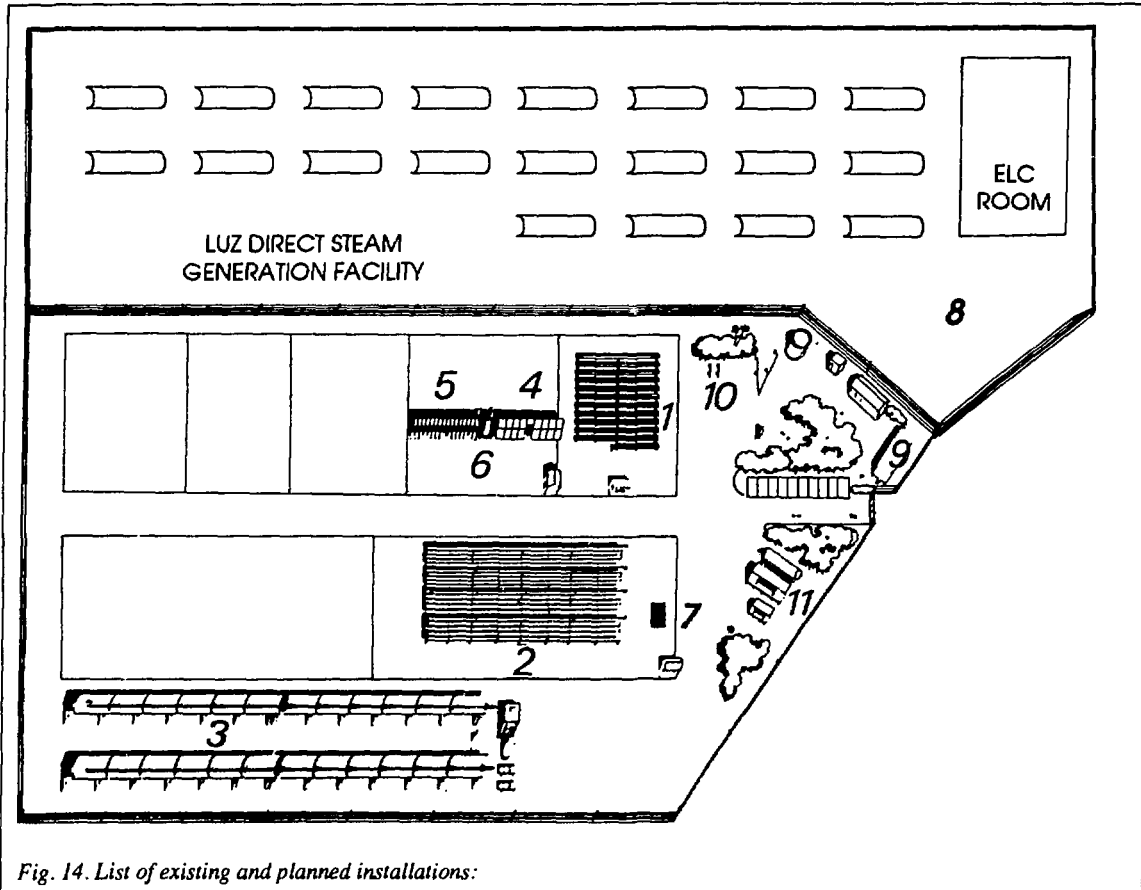 ELC
ROOM
LUZ DIRECT STEAM
GENERATION FACILITY
8
5
4
1
10
6
9
7
11
2
3
Fig. 14. List of existing and planned installations: